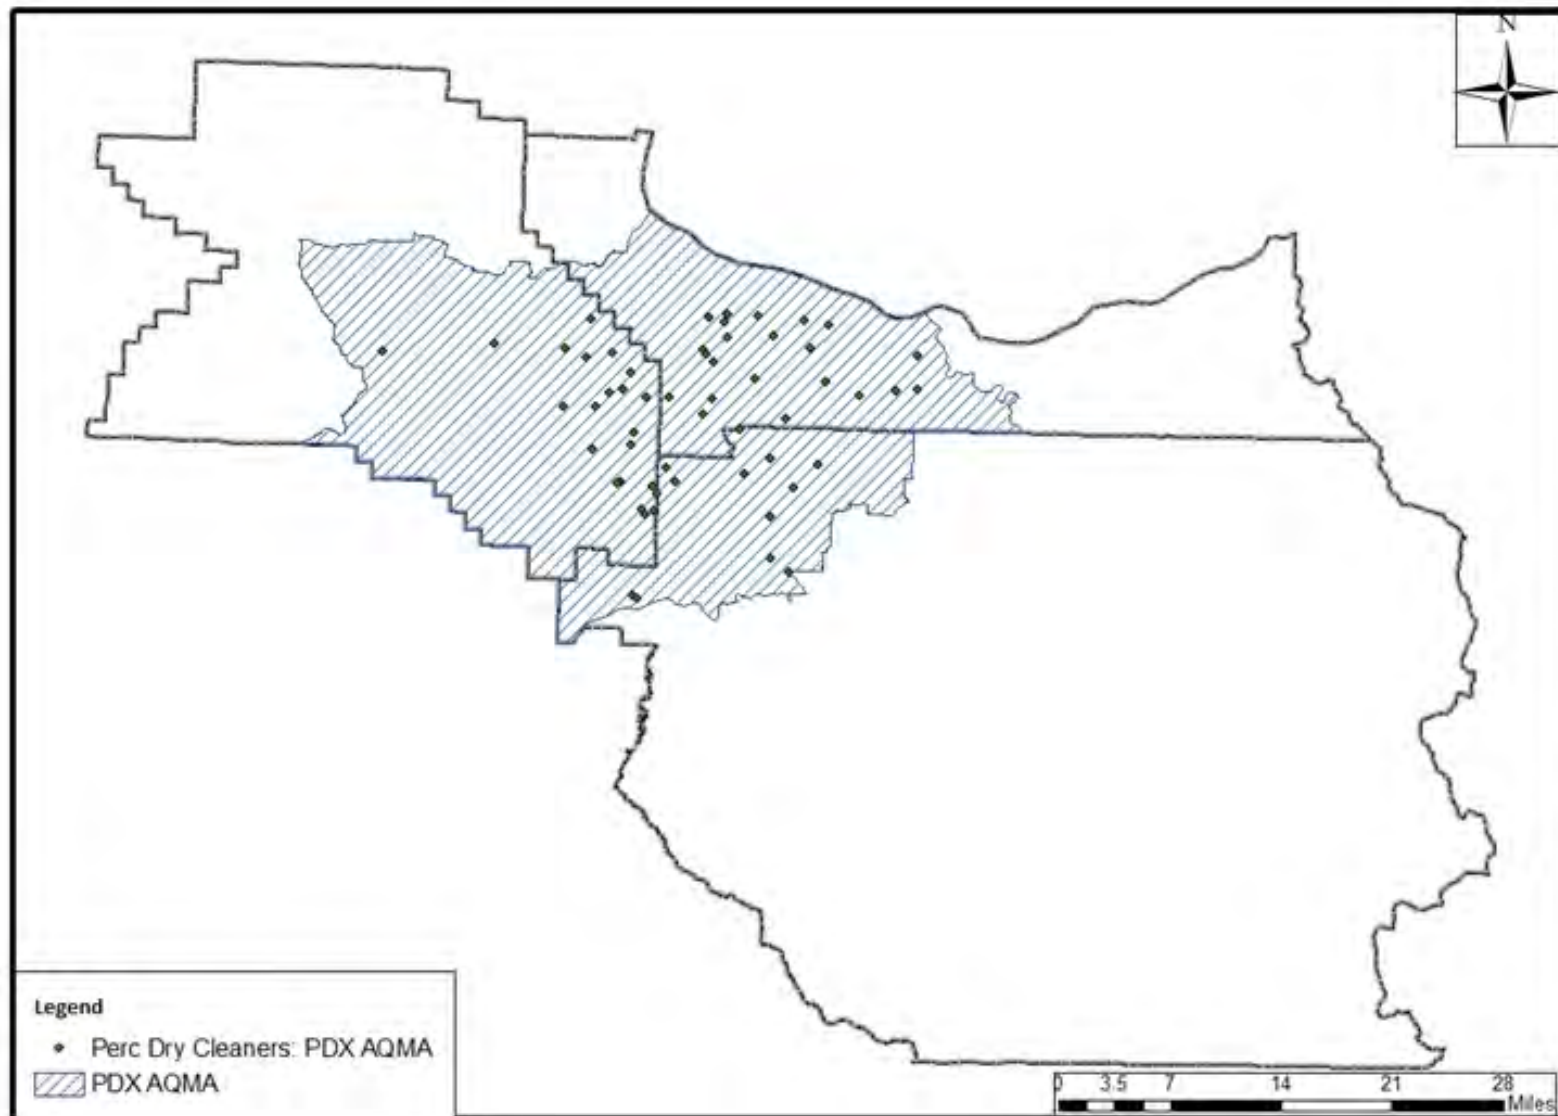 N
Legend
Perc Dry Cleaners: PDX AQMA
PDX AQMA
0 3.5 7 14 21 28
Miles